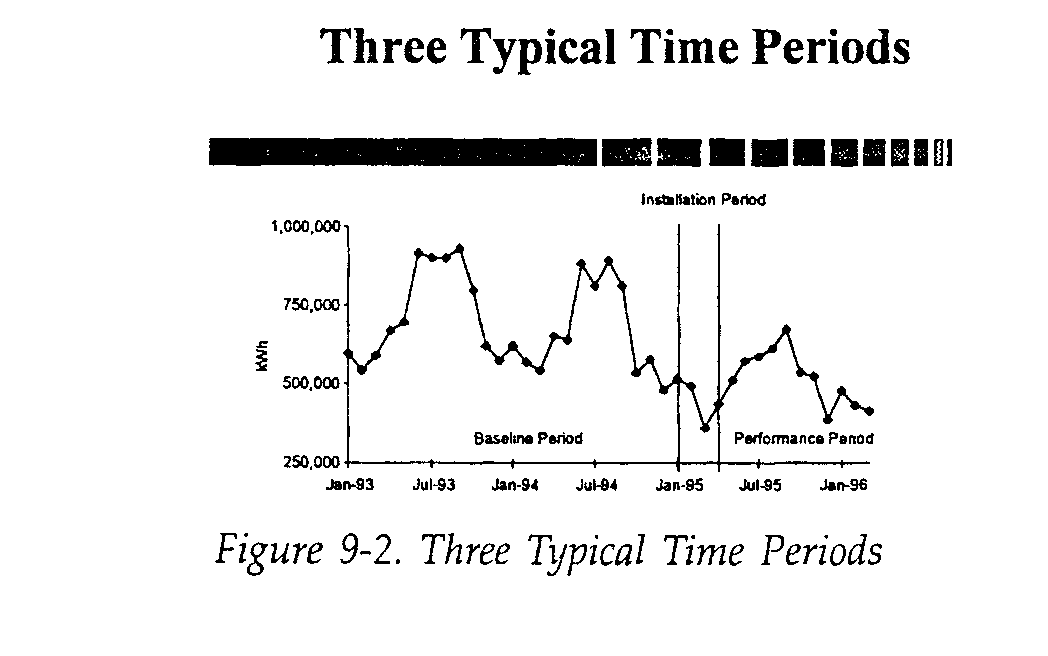 Three Typical Time Periods
Installation Period
1,000,000
750,000
kWh
500,000
Baseline Period
Performance Period
250,000
Jan-93 Jul-93 Jan-94 Jul-94 Jan-95 Jul-95 Jan-96
Figure 9-2. Three Typical Time Periods